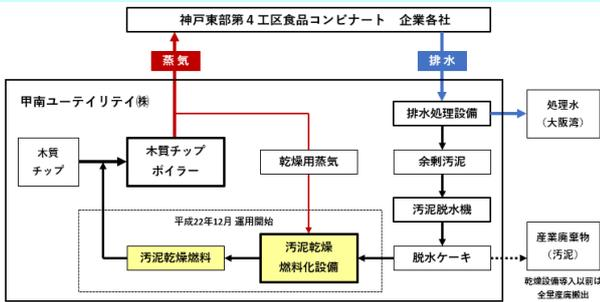 神戸東部第４工区食品コンビナート　企業各社
蒸気
排水
甲南ユーテイリテイ㈱
排水処理設備
処理水
（大阪湾）
木質
チップ
木質チップ
ボイラー
乾燥用蒸気
余剰汚泥
汚泥脱水機
平成22年12月 運用開始
汚泥乾燥燃料
汚泥乾燥
燃料化設備
脱水ケーキ
産業廃棄物
（汚泥）
乾燥設備導入以前は
全量産廃搬出